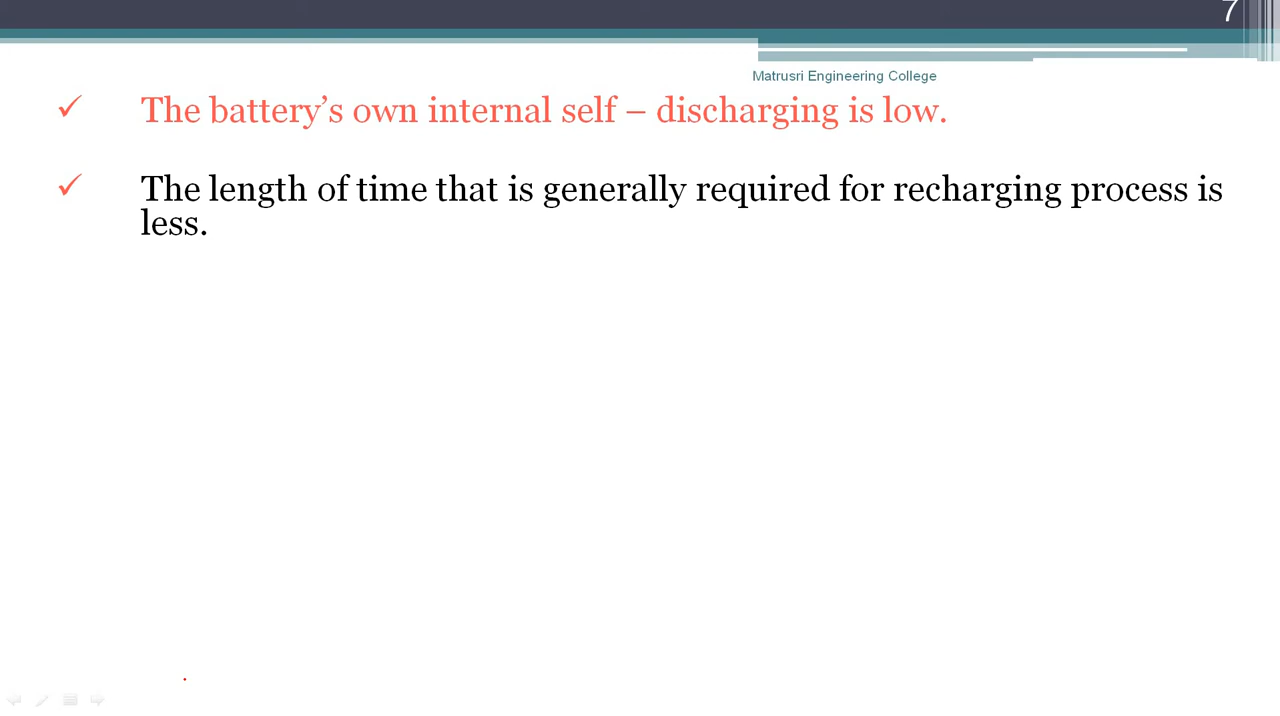 7
Matrusri Engineering College
✓ The battery’s own internal self – discharging is low.
✓ The length of time that is generally required for recharging process is
less.